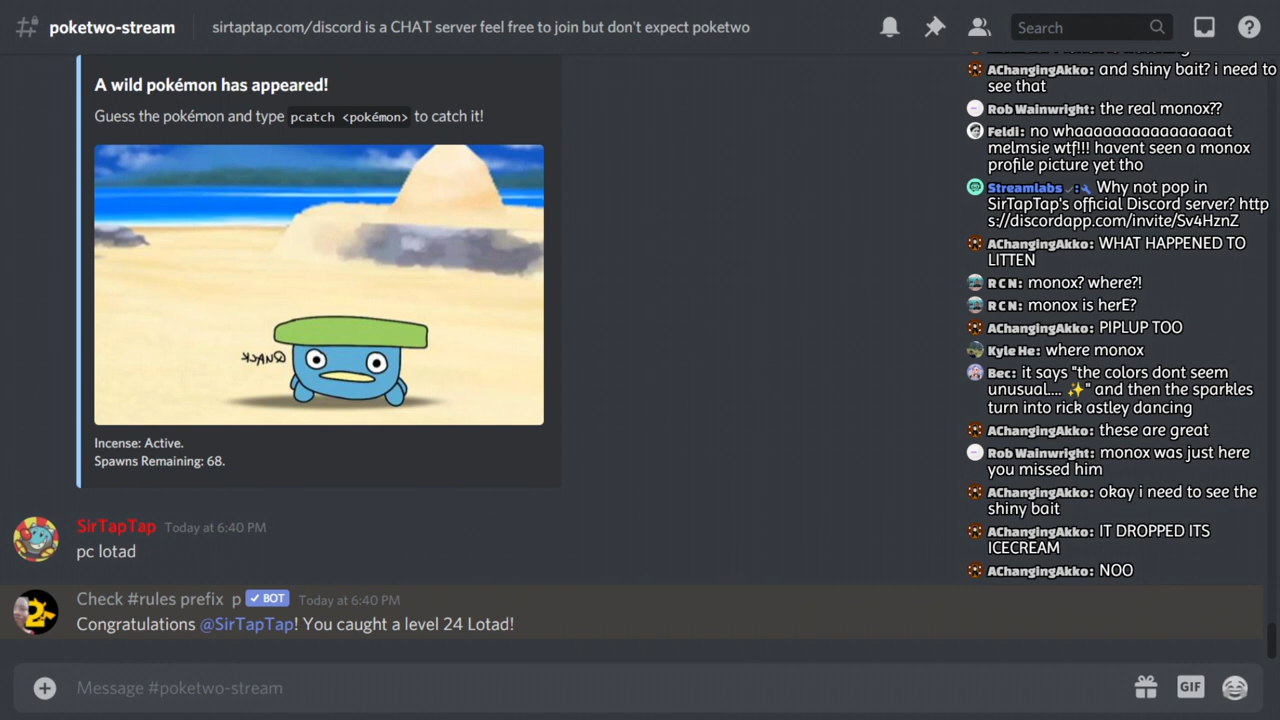 poketwo-stream
sirtaptap.com/discord is a CHAT server feel free to join but don't expect poketwo
Search
A wild pokémon has appeared!
Guess the pokémon and type pcatch <pokémon> to catch it!
QUACK
Incense: Active.
Spawns Remaining: 68.
SirTapTap Today at 6:40 PM
pc lotad
Check #rules prefix p BOT Today at 6:40 PM
Congratulations @SirTapTap! You caught a level 24 Lotad!
Message #poketwo-stream
GIF
AChangingAkko: and shiny bait? i need to
see that
Rob Wainwright: the real monox??
Feldi: no whaaaaaaaaaaaaaaaat
melmsie wtf!!! havent seen a monox
profile picture yet tho
Streamlabs: Why not pop in
SirTapTap's official Discord server? http
s://discordapp.com/invite/Sv4HznZ
AChangingAkko: WHAT HAPPENED TO
LITTEN
R C N: monox? where?!
R C N: monox is herE?
AChangingAkko: PIPLUP TOO
Kyle He: where monox
Bec: it says "the colors dont seem
unusual.... ✨" and then the sparkles
turn into rick astley dancing
AChangingAkko: these are great
Rob Wainwright: monox was just here
you missed him
AChangingAkko: okay i need to see the
shiny bait
AChangingAkko: IT DROPPED ITS
ICECREAM
AChangingAkko: NOO